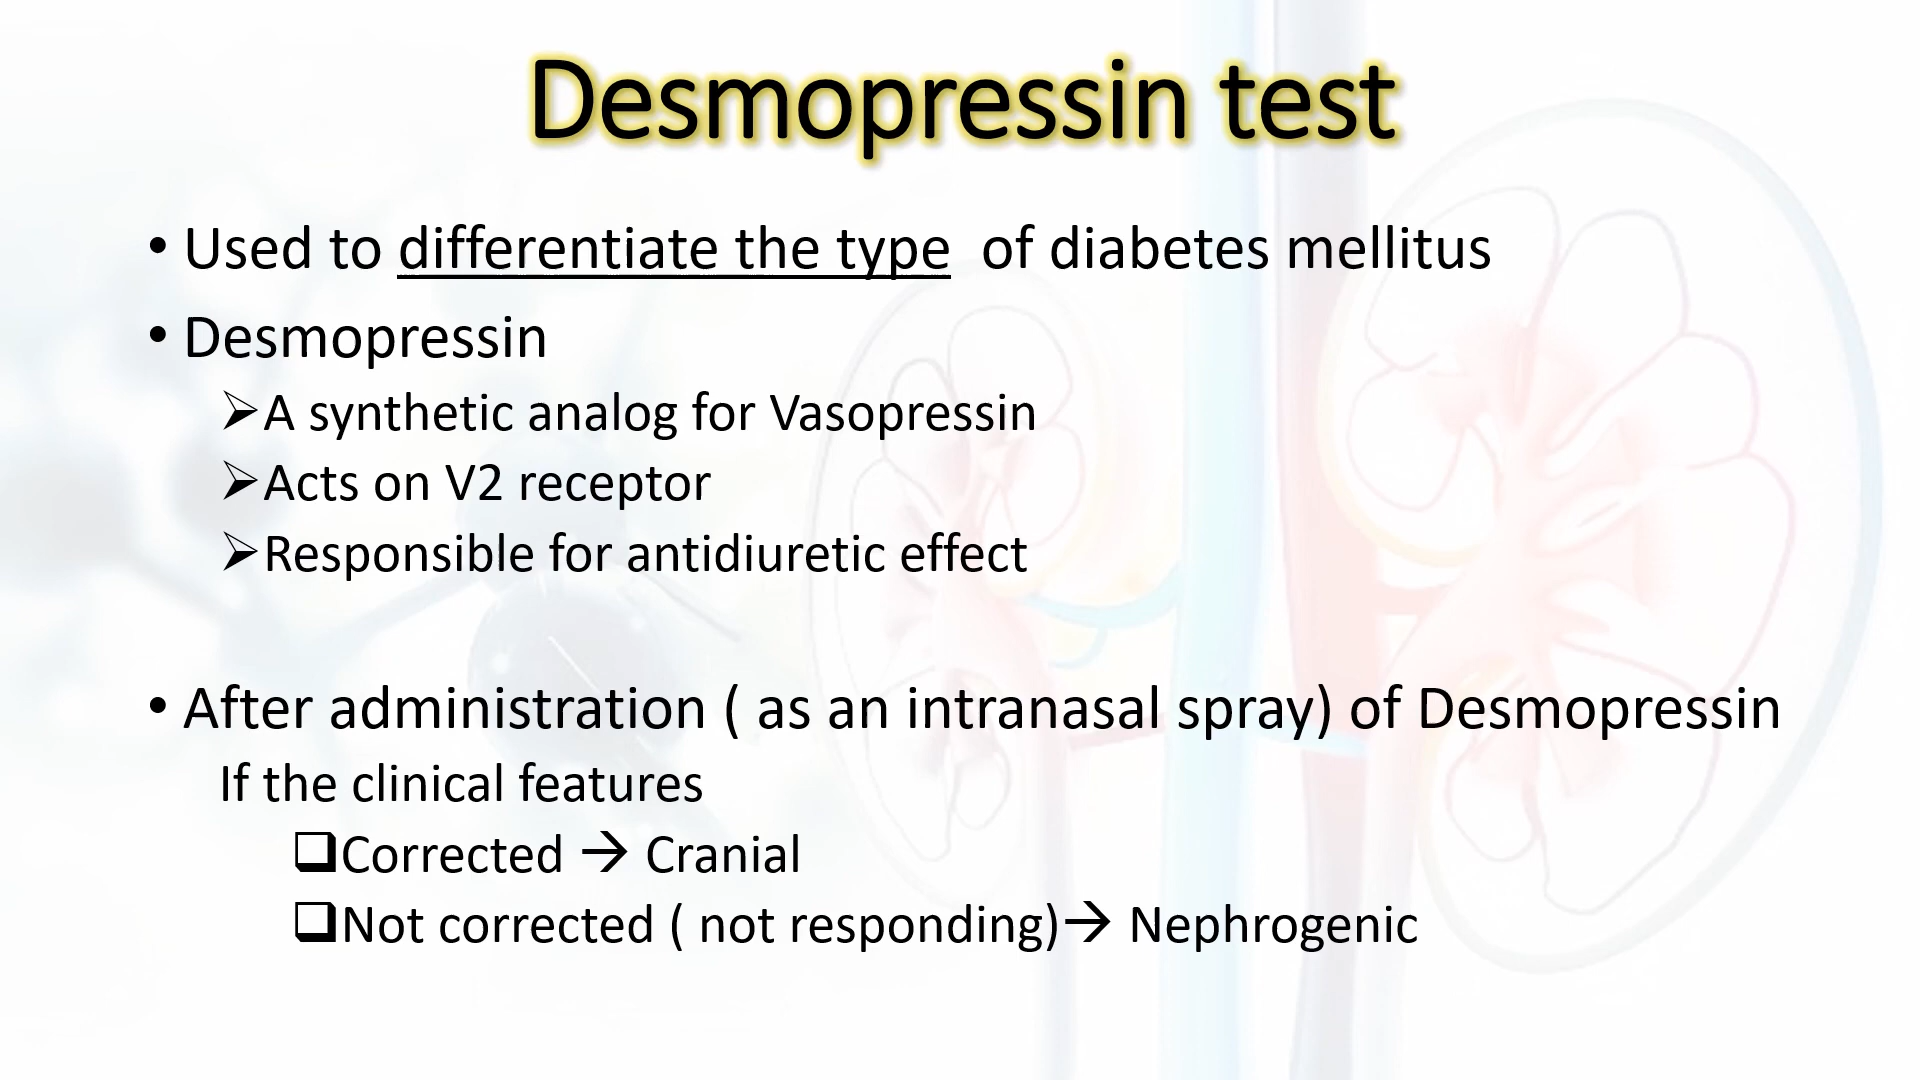 Desmopressin test
• Used to differentiate the type  of diabetes mellitus
• Desmopressin
➢A synthetic analog for Vasopressin
➢Acts on V2 receptor
➢Responsible for antidiuretic effect
• After administration ( as an intranasal spray) of Desmopressin
If the clinical features
❑Corrected → Cranial
❑Not corrected ( not responding)→ Nephrogenic